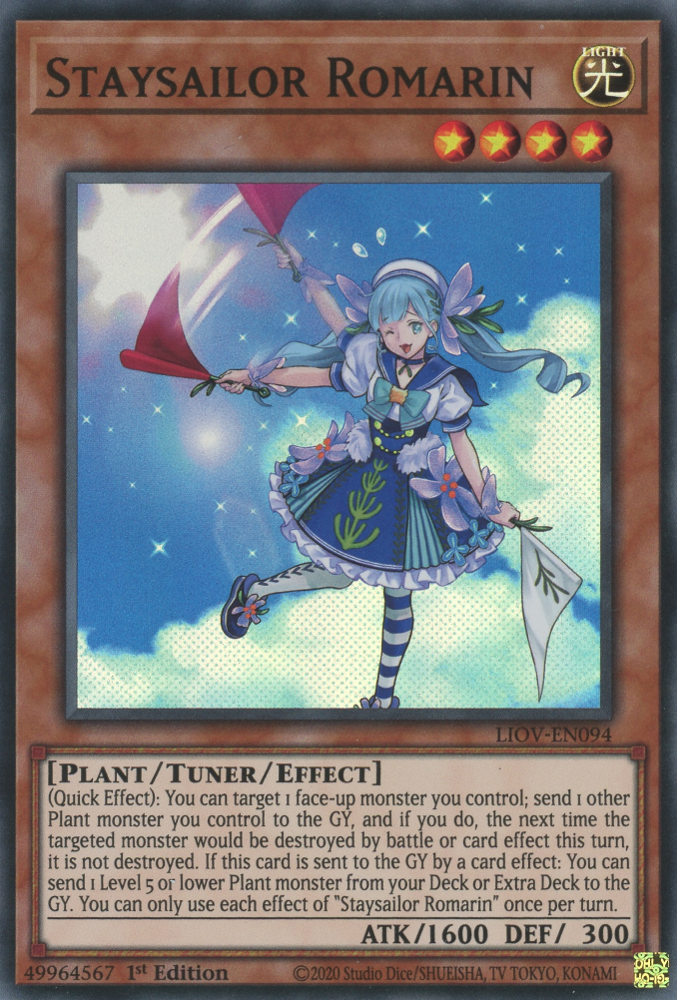 STAYSAILOR ROMARIN
LIGHT
光
LIOV-EN094
[PLANT/TUNER/EFFECT]
(Quick Effect): You can target 1 face-up monster you control; send 1 other
Plant monster you control to the GY, and if you do, the next time the
targeted monster would be destroyed by battle or card effect this turn,
it is not destroyed. If this card is sent to the GY by a card effect: You can
send 1 Level 5 or lower Plant monster from your Deck or Extra Deck to the
GY. You can only use each effect of "Staysailor Romarin" once per turn.
ATK/1600 DEF/ 300
49964567 1st Edition ©2020 Studio Dice/SHUEISHA, TV TOKYO, KONAMI